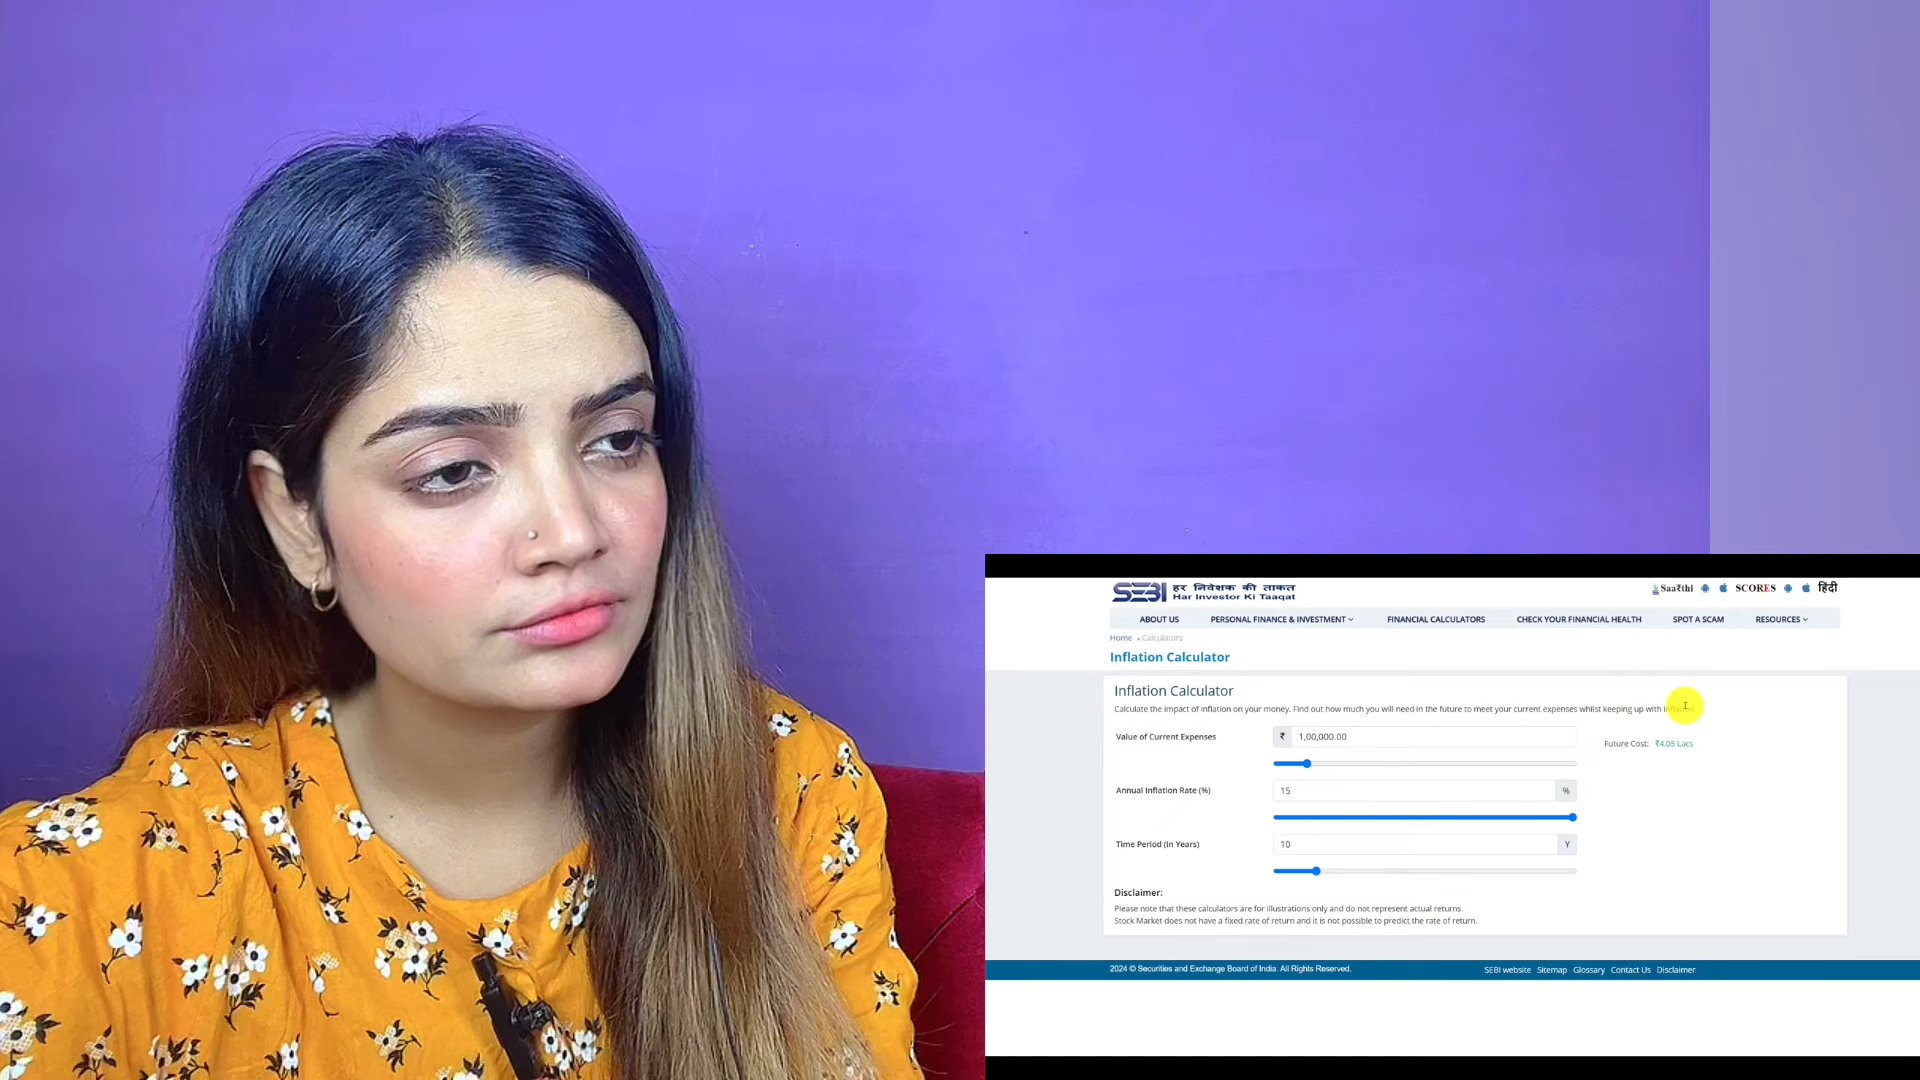 SEBI हर निवेशक की ताकत
Har Investor Ki Taaqat
Saa₹thi SCORES हिंदी
ABOUT US PERSONAL FINANCE & INVESTMENT FINANCIAL CALCULATORS CHECK YOUR FINANCIAL HEALTH SPOT A SCAM RESOURCES
Home Calculators
Inflation Calculator
Inflation Calculator
Calculate the impact of inflation on your money. Find out how much you will need in the future to meet your current expenses whilst keeping up with inflation.
Value of Current Expenses ₹ 1,00,000.00
Future Cost: ₹4.05 Lacs
Annual Inflation Rate (%) 15 %
Time Period (In Years) 10 Y
Disclaimer:
Please note that these calculators are for illustrations only and do not represent actual returns.
Stock Market does not have a fixed rate of return and it is not possible to predict the rate of return.
2024 © Securities and Exchange Board of India. All Rights Reserved. SEBI website Sitemap Glossary Contact Us Disclaimer